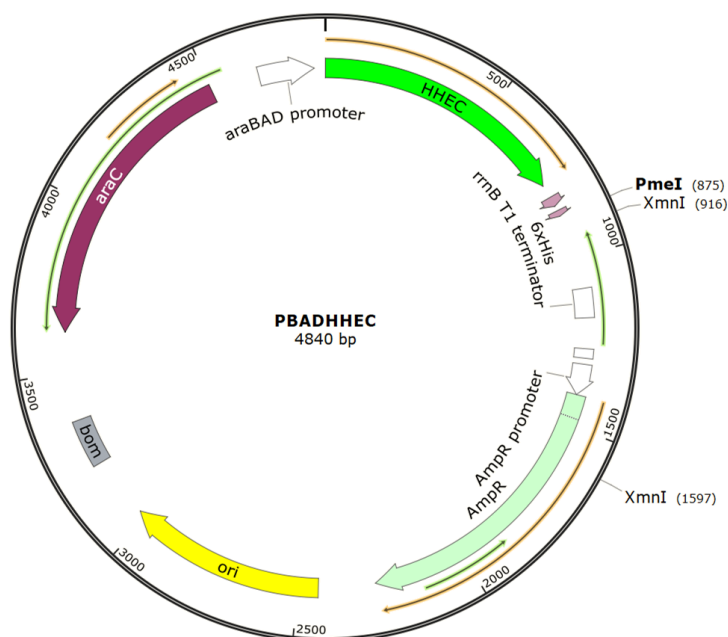 4500
500
araBAD promoter
HHEC
PmeI (875)
XmnI (916)
araC
4000
rrnB T1 terminator
6xHis
1000
PBADHHEC
4840 bp
3500
bom
AmpR promoter
AmpR
1500
XmnI (1597)
3000
ori
2000
2500